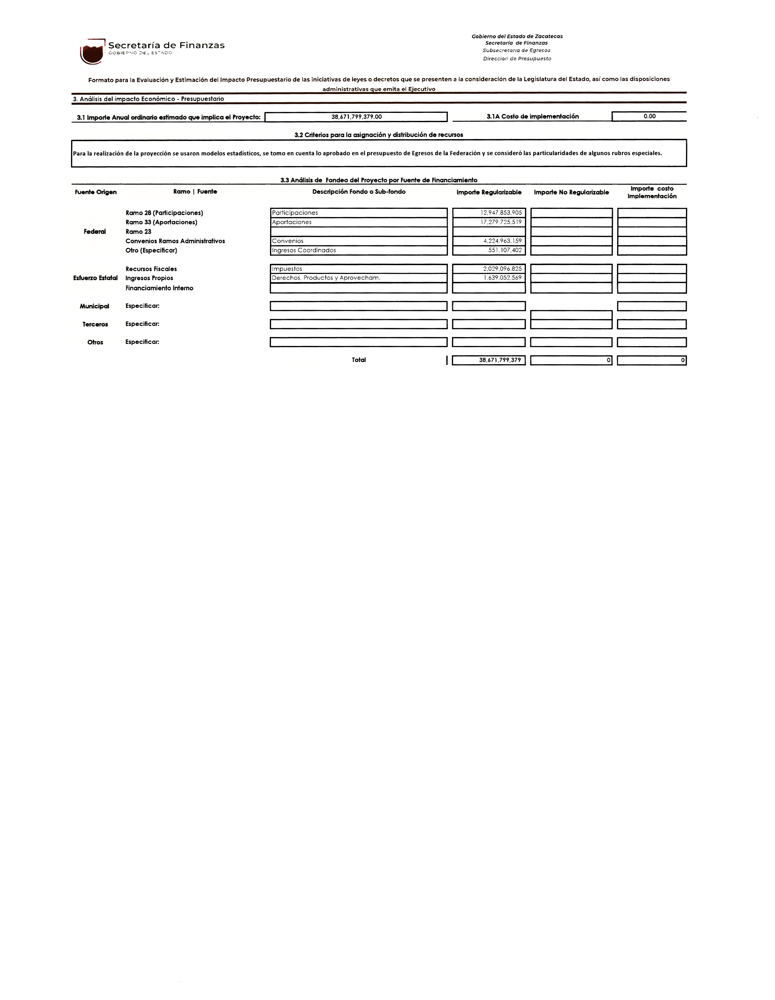 Secretaría de Finanzas
GOBIERNO DEL ESTADO
Gobierno del Estado de Zacatecas
Secretaría de Finanzas
Subsecretaria de Egresos
Direccion de Presupuesto
Formato para la Evaluación y Estimación del Impacto Presupuestario de las iniciativas de leyes o decretos que se presenten a la consideración de la Legislatura del Estado, así como las disposiciones
administrativas que emita el Ejecutivo
3. Análisis del impacto Económico - Presupuestario
3.1 Importe Anual ordinario estimado que implica el Proyecto: 38,671,799,379.00 3.1A Costo de implementación 0.00
3.2 Criterios para la asignación y distribución de recursos
Para la realización de la proyección se usaron modelos estadísticos, se tomo en cuenta lo aprobado en el presupuesto de Egresos de la Federación y se consideró las particularidades de algunos rubros especiales.
3.3 Análisis de Fondeo del Proyecto por Fuente de Financiamiento
Fuente Origen Ramo | Fuente Descripción Fondo o Sub-fondo Importe Regularizable Importe No Regularizable Importe costo
Implementación
Ramo 28 (Participaciones) Participaciones 12,947,853,905
Ramo 33 (Aportaciones) Aportaciones 17,279,725,519
Federal Ramo 23
Convenios Ramos Administrativos Convenios 4,224,963,159
Otro (Especificar) Ingresos Coordinados 551,107,402
Recursos Fiscales Impuestos 2,029,096,825
Esfuerzo Estatal Ingresos Propios Derechos, Productos y Aprovecham. 1,639,052,569
Financiamiento Interno
Municipal Especificar:
Terceros Especificar:
Otros Especificar:
Total 38,671,799,379 0 0